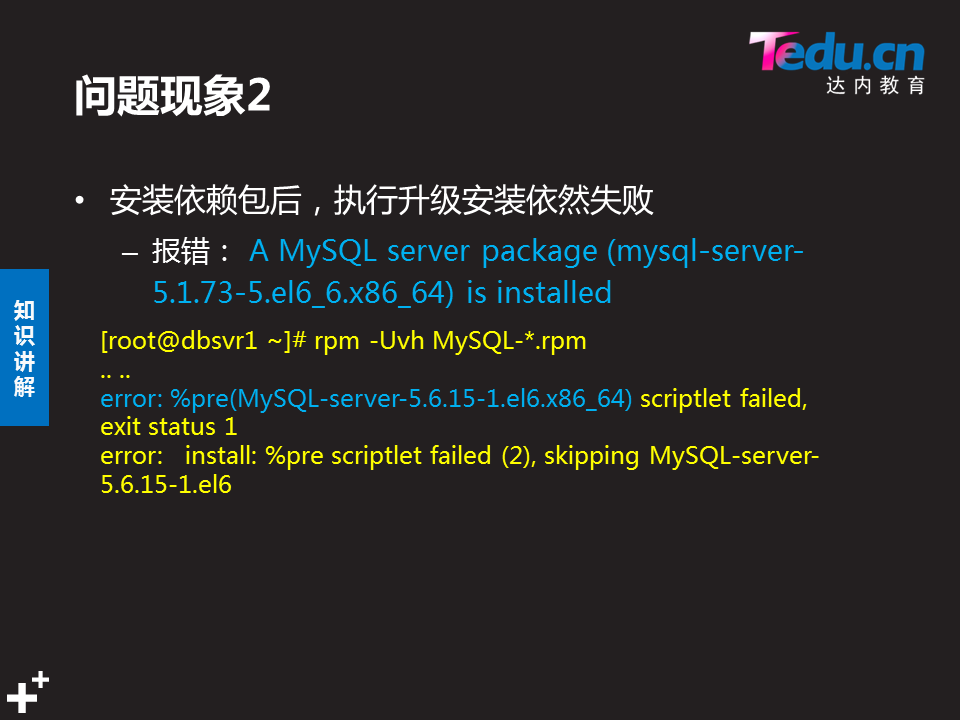 Tedu.cn
达内教育
问题现象2
• 安装依赖包后，执行升级安装依然失败
– 报错： A MySQL server package (mysql-server-
5.1.73-5.el6_6.x86_64) is installed
知识讲解
[root@dbsvr1 ~]# rpm -Uvh MySQL-*.rpm
.. ..
error: %pre(MySQL-server-5.6.15-1.el6.x86_64) scriptlet failed,
exit status 1
error:   install: %pre scriptlet failed (2), skipping MySQL-server-
5.6.15-1.el6